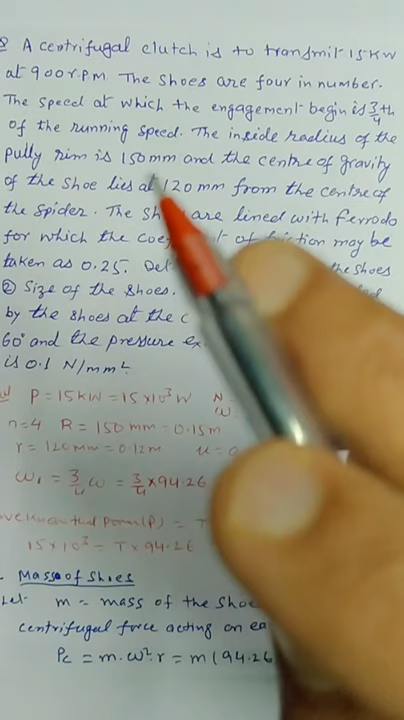 A centrifugal clutch is to transmit 15 KW
at 900 r.P.M. The shoes are four in number.
The speed at which the engagement begin is 3/4 th
of the running speed. The inside radius of the
pully rim is 150 mm and the centre of gravity
of the shoe lies at 120 mm from the centre of
the spider. The are lined with ferrodo
for which the of friction may be
taken as 0.25. the shoes
② Size of the shoes.
by the shoes at the c
60° and the pressure ex
is 0.1 N/mm²
P = 15 KW = 15 × 10³ W N =
n = 4 R = 150 mm = 0.15 m
r = 120 mm = 0.12 m u =
ω₁ = 3/4 ω = 3/4 × 94.26
(P) = T
15 × 10³ = T × 94.26
Mass of Shoes
Let m = mass of the shoe
centrifugal force acting on ea
Pc = m.ω².r = m (94.26